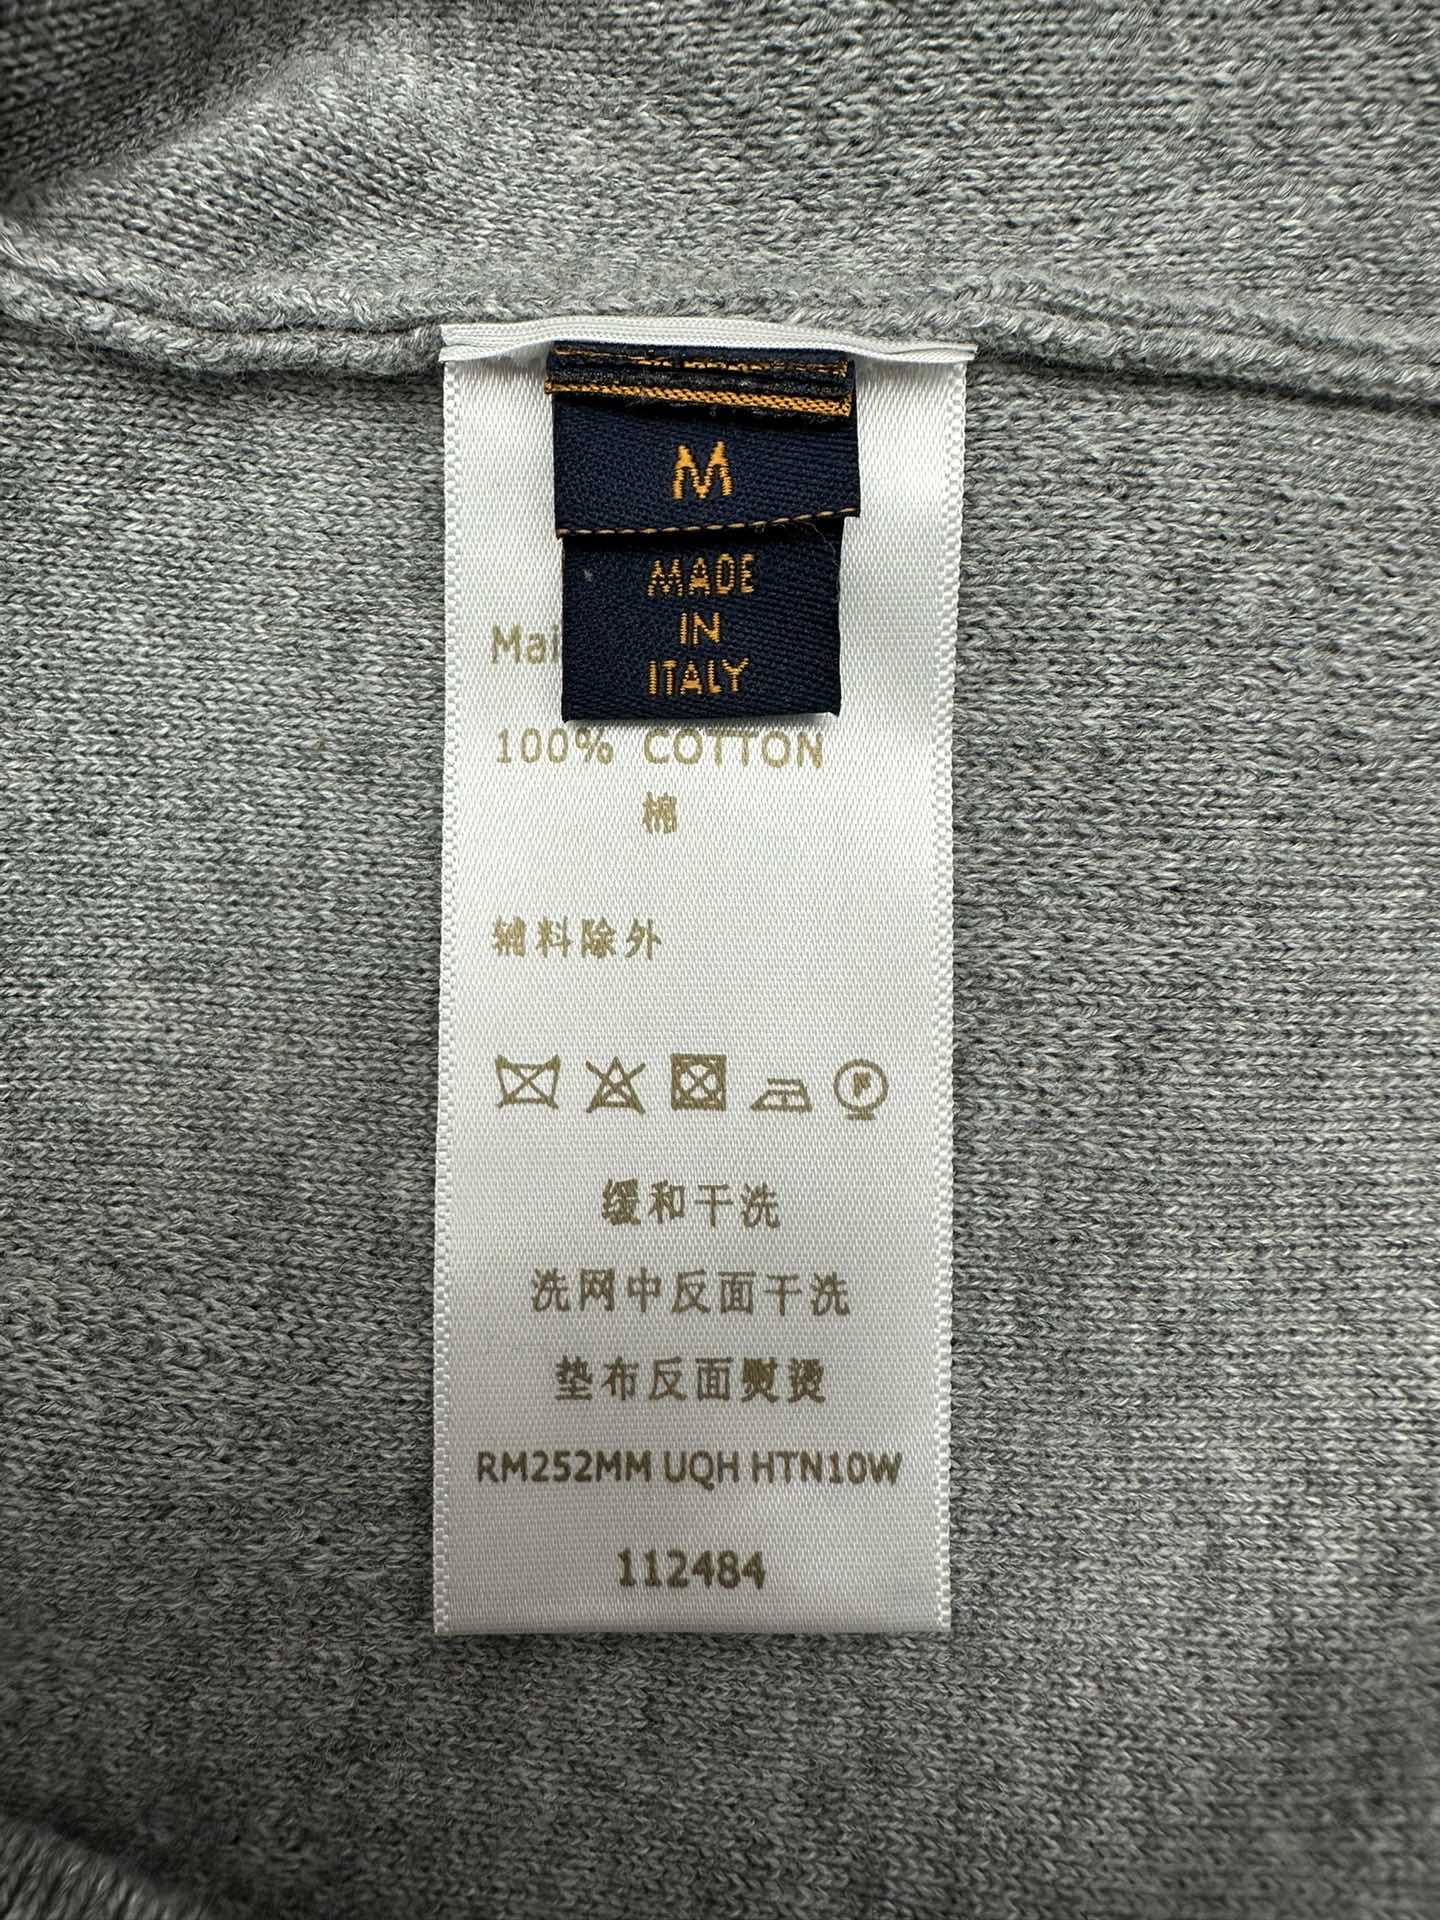 M
MADE
IN
ITALY
Mai
100% COTTON
棉
辅料除外
缓和干洗
洗网中反面干洗
垫布反面熨烫
RM252MM UQH HTN10W
112484